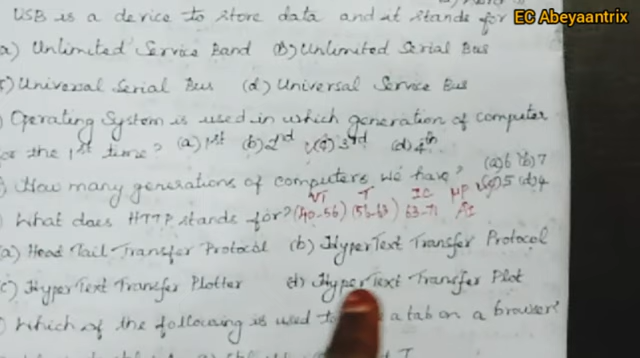 EC Abeyaantrix
USB is a device to store data and it stands for
a) Unlimited Service Band (b) Unlimited Serial Bus
c) Universal Serial Bus (d) Universal Service Bus
Operating System is used in which generation of computer
for the 1st time? (a) 1st (b) 2nd (c) 3rd (d) 4th
How many generations of computers we have? (a) 6 (b) 7 (c) 5 (d) 4
VT T IC μP
What does HTTP stands for? (40-56) (56-63) 63-71 AI
(a) Head Tail Transfer Protocol (b) HyperText Transfer Protocol
(c) HyperText Transfer Plotter (d) HyperText Transfer Plot
Which of the following is used to a tab on a browser?